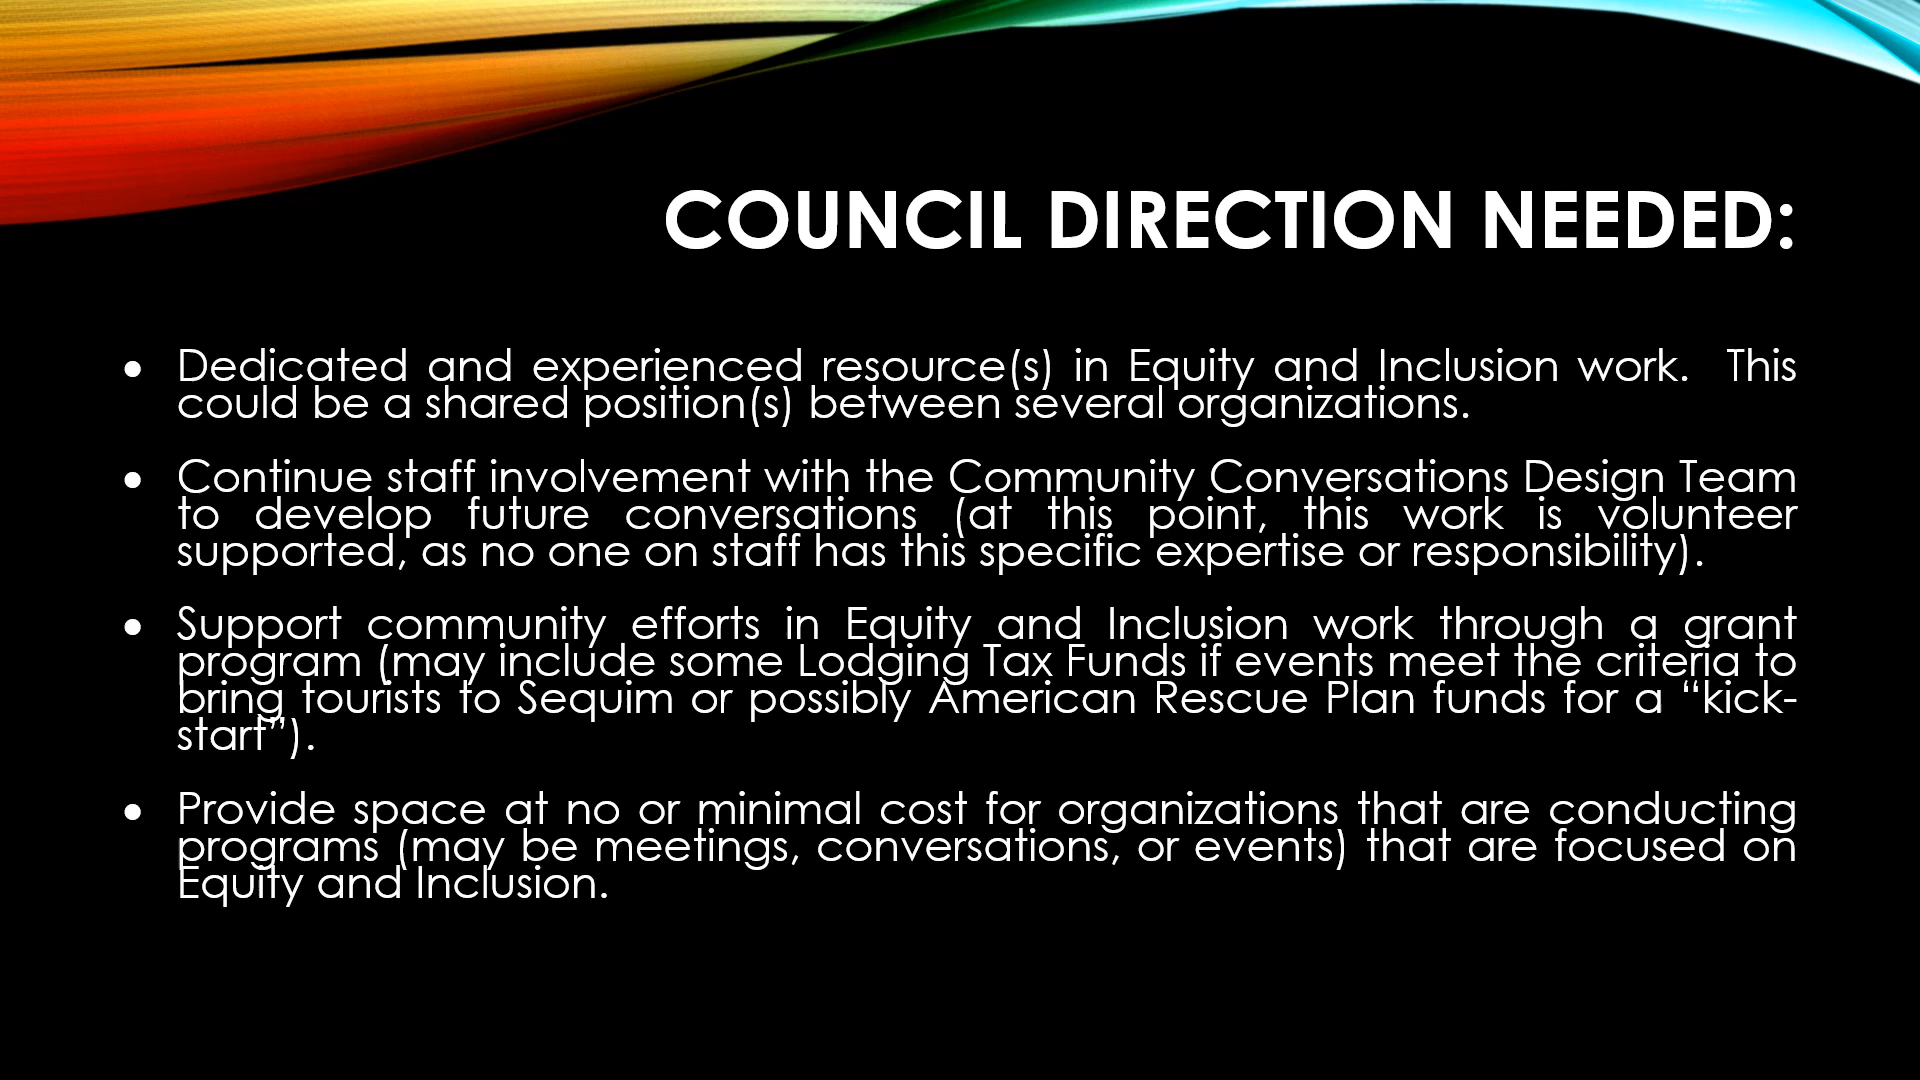 COUNCIL DIRECTION NEEDED:
• Dedicated and experienced resource(s) in Equity and Inclusion work.  This
could be a shared position(s) between several organizations.
• Continue staff involvement with the Community Conversations Design Team
to develop future conversations (at this point, this work is volunteer
supported, as no one on staff has this specific expertise or responsibility).
• Support community efforts in Equity and Inclusion work through a grant
program (may include some Lodging Tax Funds if events meet the criteria to
bring tourists to Sequim or possibly American Rescue Plan funds for a “kick-
start”).
• Provide space at no or minimal cost for organizations that are conducting
programs (may be meetings, conversations, or events) that are focused on
Equity and Inclusion.